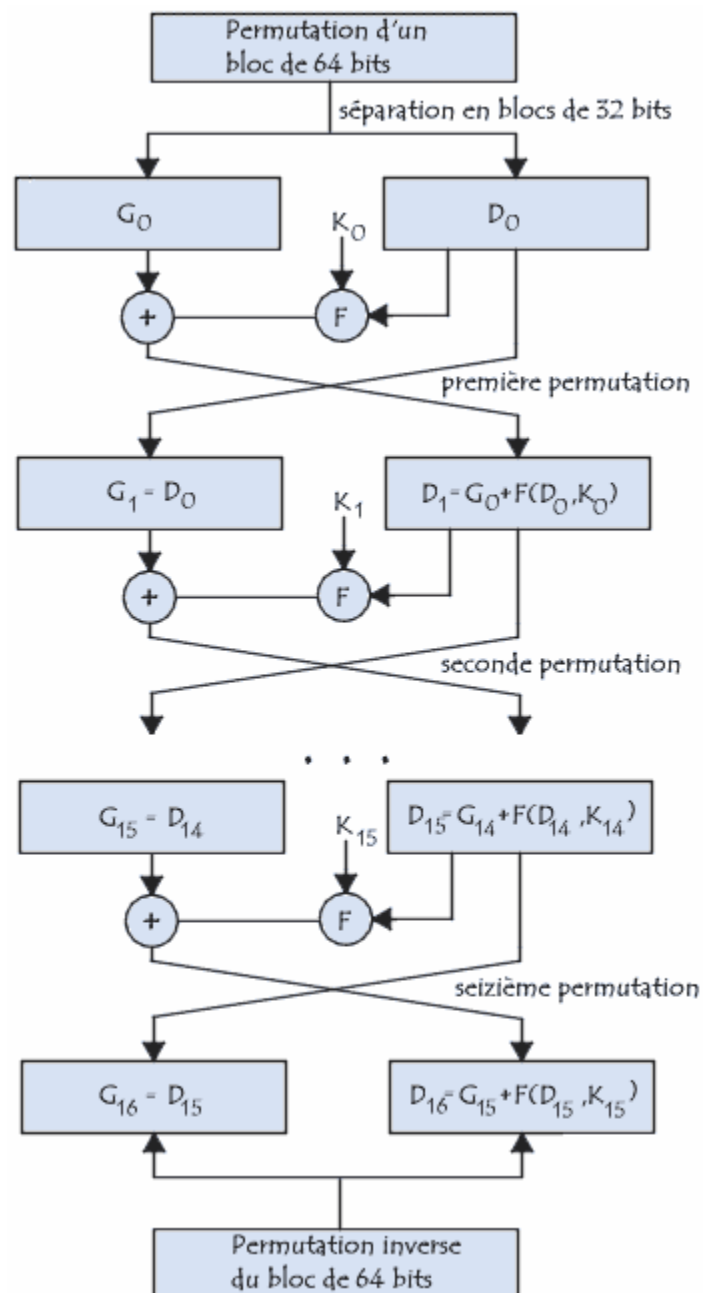 Permutation d'un
bloc de 64 bits
séparation en blocs de 32 bits
G0
K0
D0
+
F
première permutation
G1 = D0
K1
D1=G0+F(D0,K0)
+
F
seconde permutation
. . .
G15 = D14
K15
D15=G14+F(D14,K14)
+
F
seizième permutation
G16 = D15
D16=G15+F(D15,K15)
Permutation inverse
du bloc de 64 bits